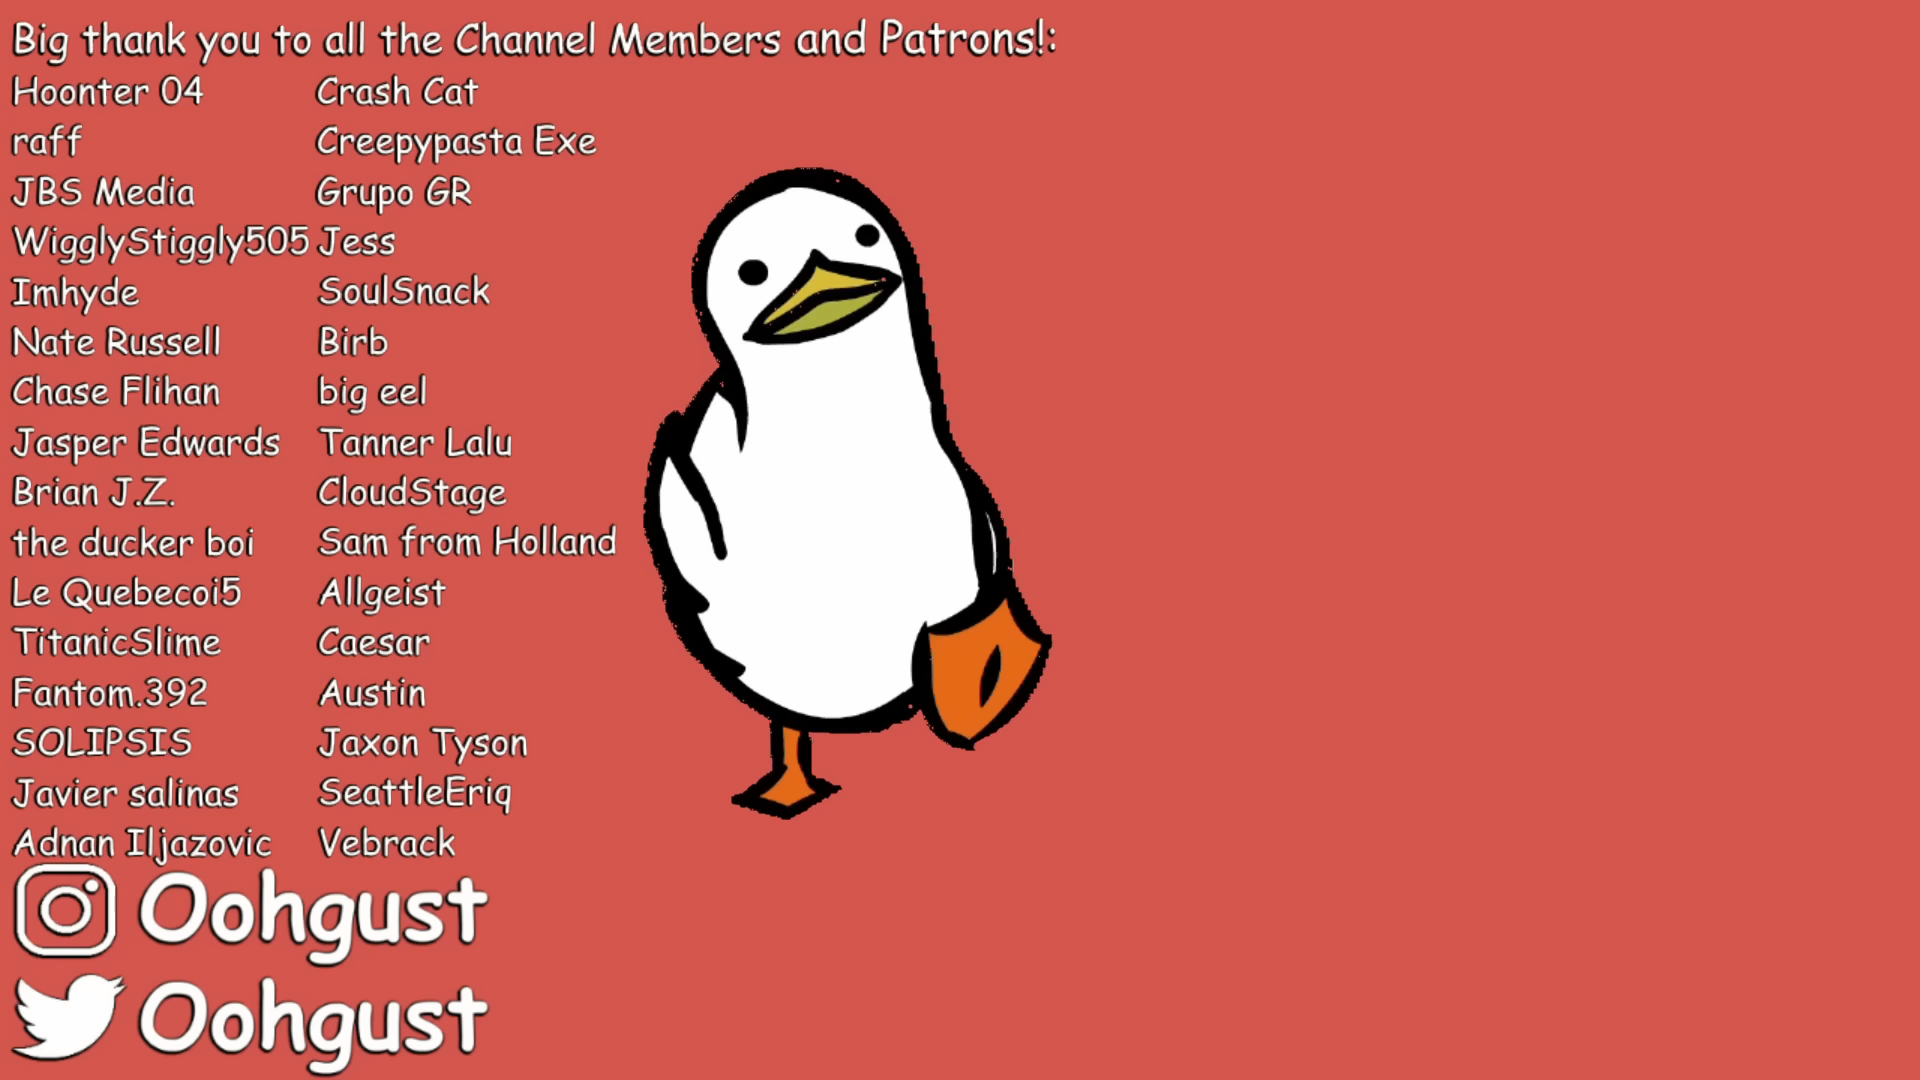 Big thank you to all the Channel Members and Patrons!:
Hoonter 04
raff
JBS Media
WigglyStiggly505
Imhyde
Nate Russell
Chase Flihan
Jasper Edwards
Brian J.Z.
the ducker boi
Le Quebecoi5
TitanicSlime
Fantom.392
SOLIPSIS
Javier salinas
Adnan Iljazovic
Crash Cat
Creepypasta Exe
Grupo GR
Jess
SoulSnack
Birb
big eel
Tanner Lalu
CloudStage
Sam from Holland
Allgeist
Caesar
Austin
Jaxon Tyson
SeattleEriq
Vebrack
Oohgust
Oohgust